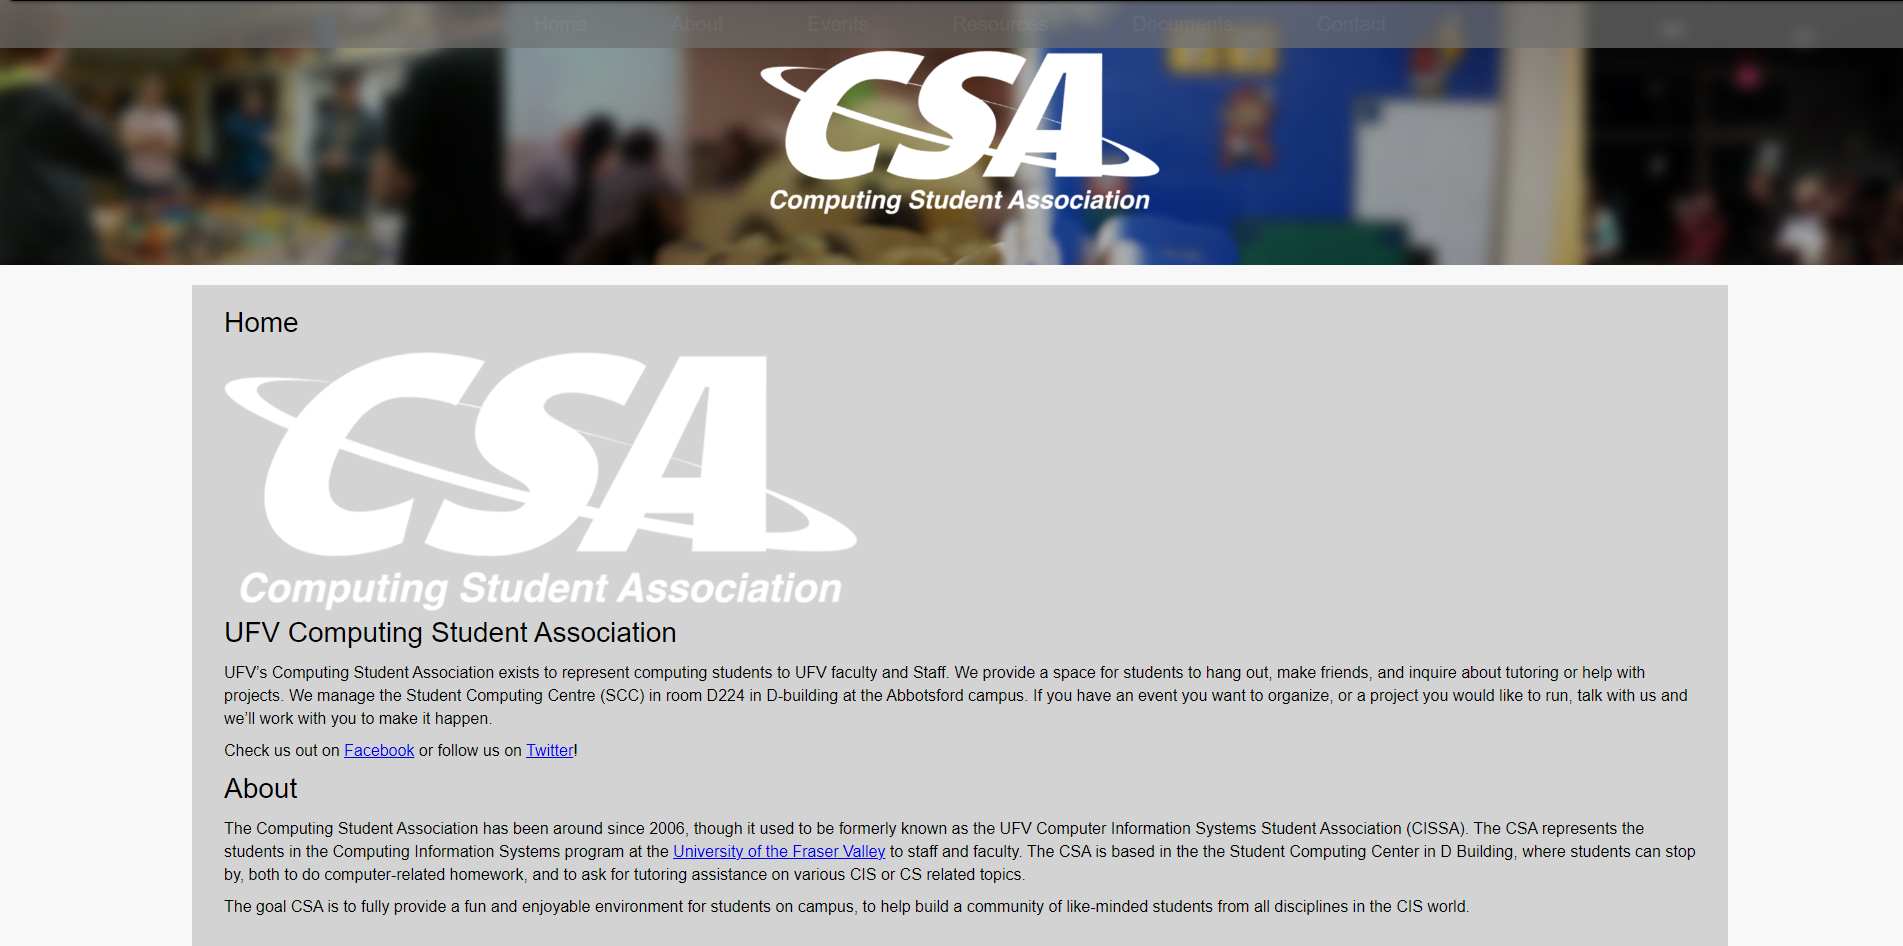 Home About Events Resources Documents Contact
CSA
Computing Student Association
Home
CSA
Computing Student Association
UFV Computing Student Association
UFV’s Computing Student Association exists to represent computing students to UFV faculty and Staff. We provide a space for students to hang out, make friends, and inquire about tutoring or help with
projects. We manage the Student Computing Centre (SCC) in room D224 in D-building at the Abbotsford campus. If you have an event you want to organize, or a project you would like to run, talk with us and
we’ll work with you to make it happen.
Check us out on Facebook or follow us on Twitter!
About
The Computing Student Association has been around since 2006, though it used to be formerly known as the UFV Computer Information Systems Student Association (CISSA). The CSA represents the
students in the Computing Information Systems program at the University of the Fraser Valley to staff and faculty. The CSA is based in the the Student Computing Center in D Building, where students can stop
by, both to do computer-related homework, and to ask for tutoring assistance on various CIS or CS related topics.
The goal CSA is to fully provide a fun and enjoyable environment for students on campus, to help build a community of like-minded students from all disciplines in the CIS world.